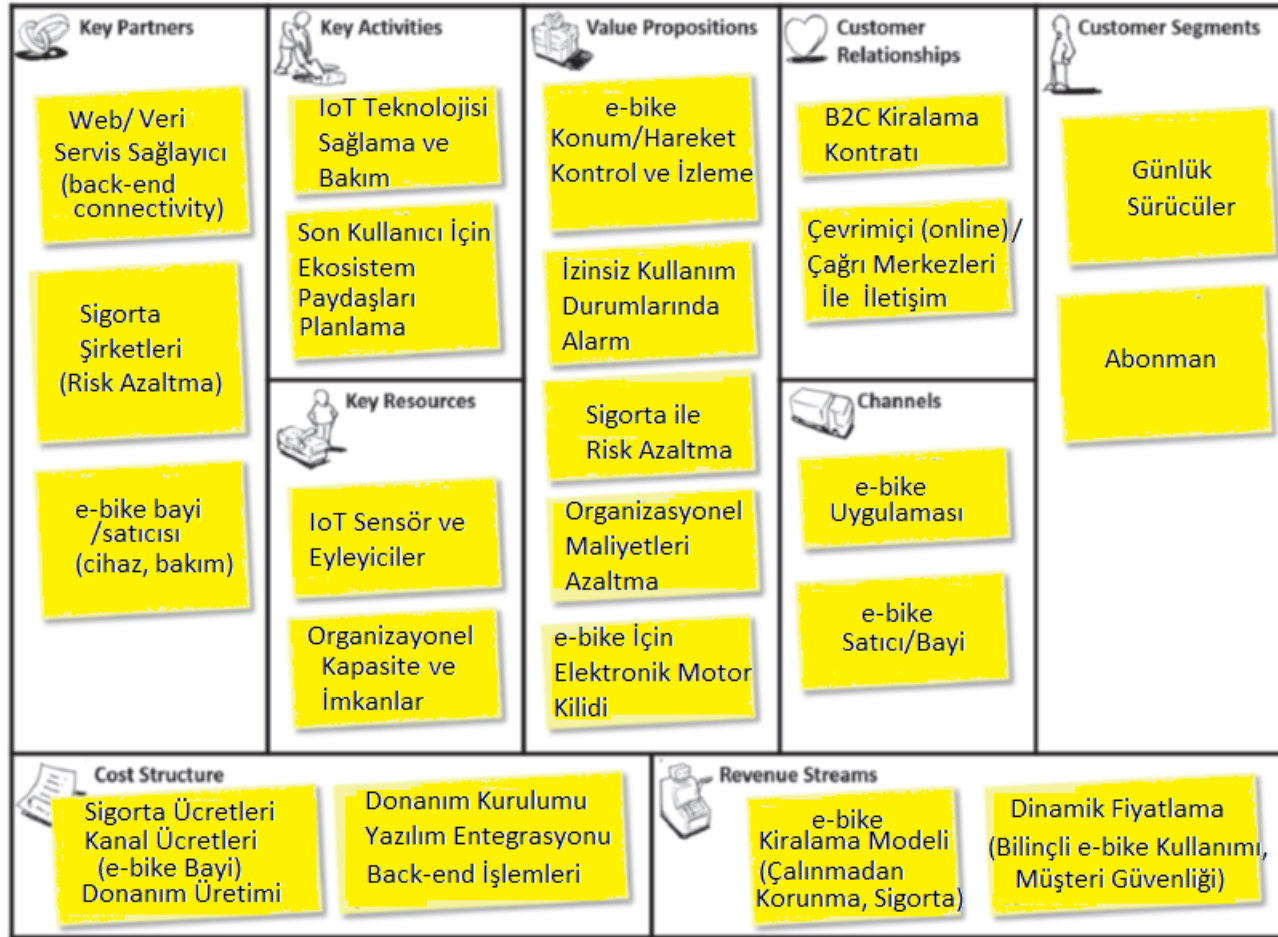 Key Partners
Web/ Veri
Servis Sağlayıcı
(back-end
connectivity)
Sigorta
Şirketleri
(Risk Azaltma)
e-bike bayi
/satıcısı
(cihaz, bakım)
Key Activities
IoT Teknolojisi
Sağlama ve
Bakım
Son Kullanıcı İçin
Ekosistem
Paydaşları
Planlama
Key Resources
IoT Sensör ve
Eyleyiciler
Organizayonel
Kapasite ve
İmkanlar
Value Propositions
e-bike
Konum/Hareket
Kontrol ve İzleme
İzinsiz Kullanım
Durumlarında
Alarm
Sigorta ile
Risk Azaltma
Organizasyonel
Maliyetleri
Azaltma
e-bike İçin
Elektronik Motor
Kilidi
Customer
Relationships
B2C Kiralama
Kontratı
Çevrimiçi (online)/
Çağrı Merkezleri
İle İletişim
Channels
e-bike
Uygulaması
e-bike
Satıcı/Bayi
Customer Segments
Günlük
Sürücüler
Abonman
Cost Structure
Sigorta Ücretleri
Kanal Ücretleri
(e-bike Bayi)
Donanım Üretimi
Donanım Kurulumu
Yazılım Entegrasyonu
Back-end İşlemleri
Revenue Streams
e-bike
Kiralama Modeli
(Çalınmadan
Korunma, Sigorta)
Dinamik Fiyatlama
(Bilinçli e-bike Kullanımı,
Müşteri Güvenliği)